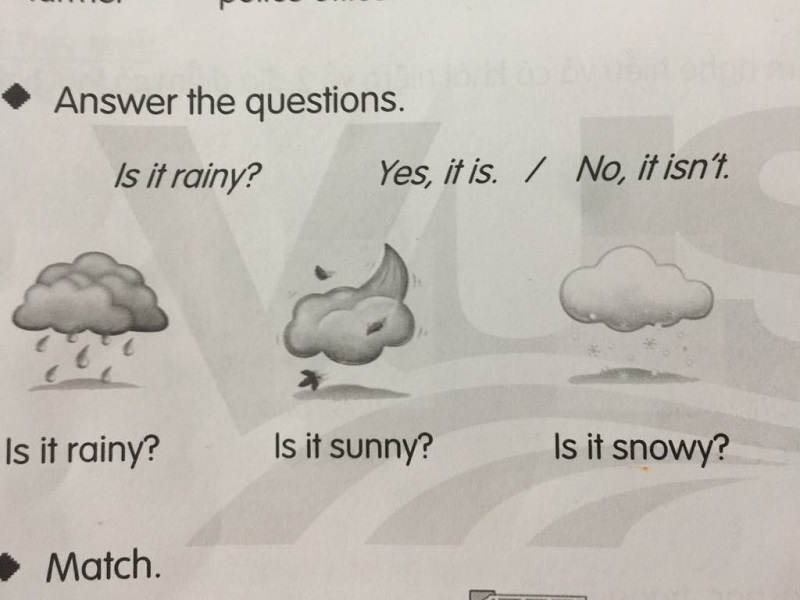 Answer the questions.
Is it rainy? Yes, it is. / No, it isn't.
Is it rainy? Is it sunny? Is it snowy?
Match.